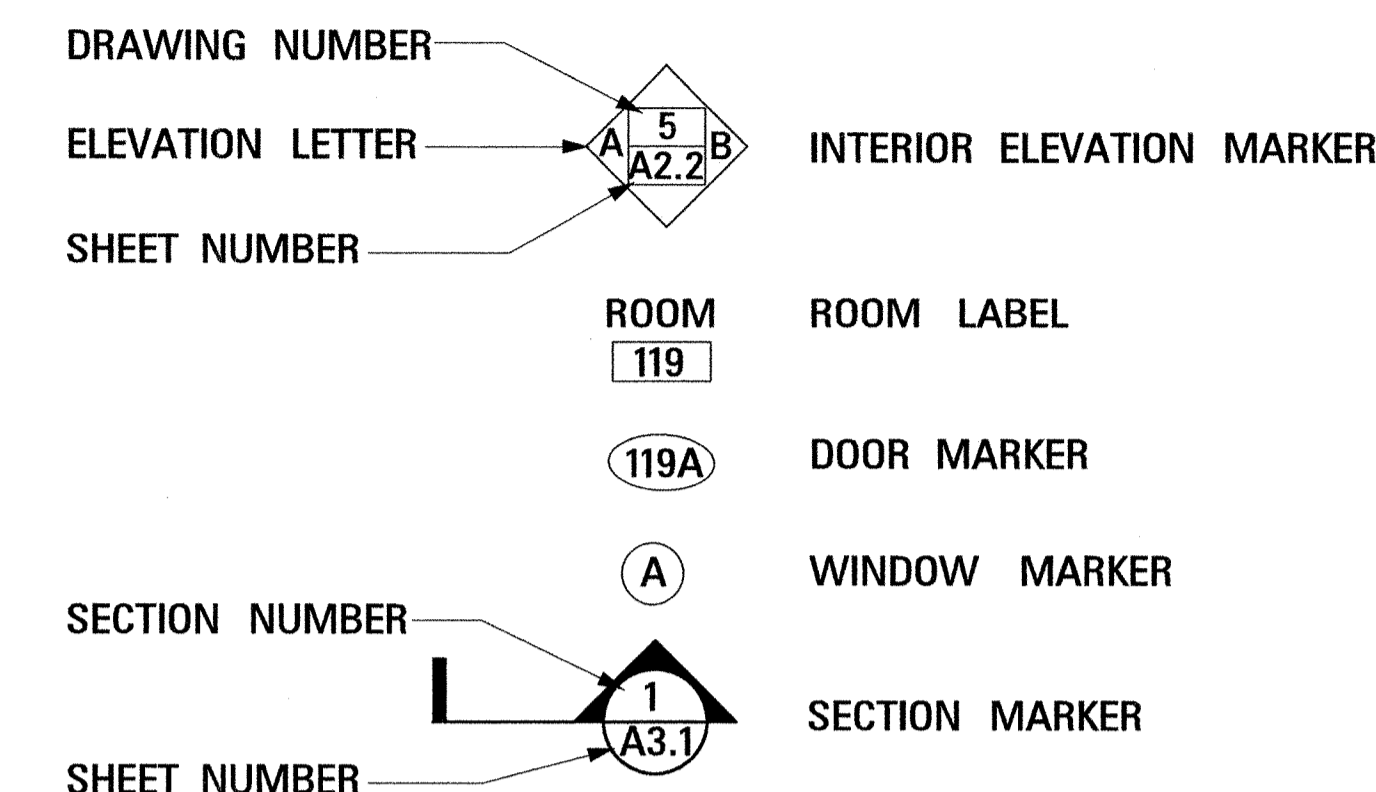 DRAWING NUMBER
5
ELEVATION LETTER
A
B
INTERIOR ELEVATION MARKER
A2.2
SHEET NUMBER
ROOM
ROOM LABEL
119
119A
DOOR MARKER
A
WINDOW MARKER
SECTION NUMBER
1
SECTION MARKER
A3.1
SHEET NUMBER